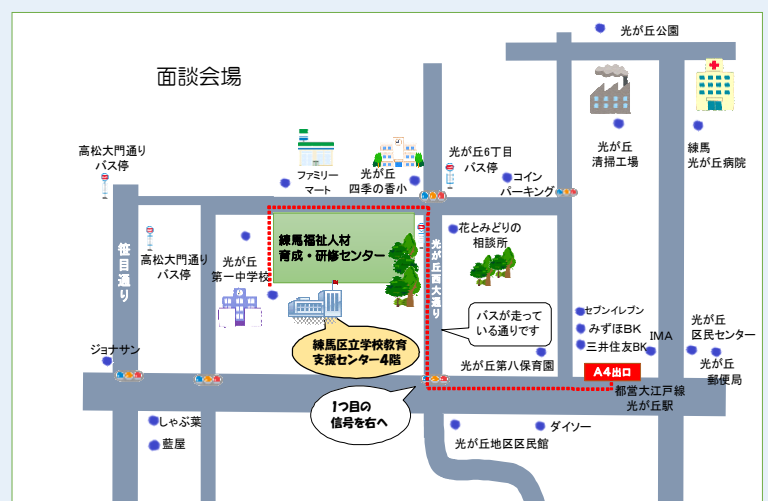 面談会場
光が丘公園
高松大門通り
バス停
ファミリー
マート
光が丘
四季の香小
光が丘6丁目
バス停
コイン
パーキング
光が丘
清掃工場
練馬
光が丘病院
笹目通り
高松大門通り
バス停
光が丘
第一中学校
練馬福祉人材
育成・研修センター
光が丘西大通り
花とみどりの
相談所
バスが走って
いる通りです
セブンイレブン
みずほBK
三井住友BK
IMA
光が丘
区民センター
光が丘
郵便局
ジョナサン
練馬区立学校教育
支援センター4階
光が丘第八保育園
A4出口
都営大江戸線
光が丘駅
1つ目の
信号を右へ
しゃぶ葉
藍屋
光が丘地区区民館
ダイソー